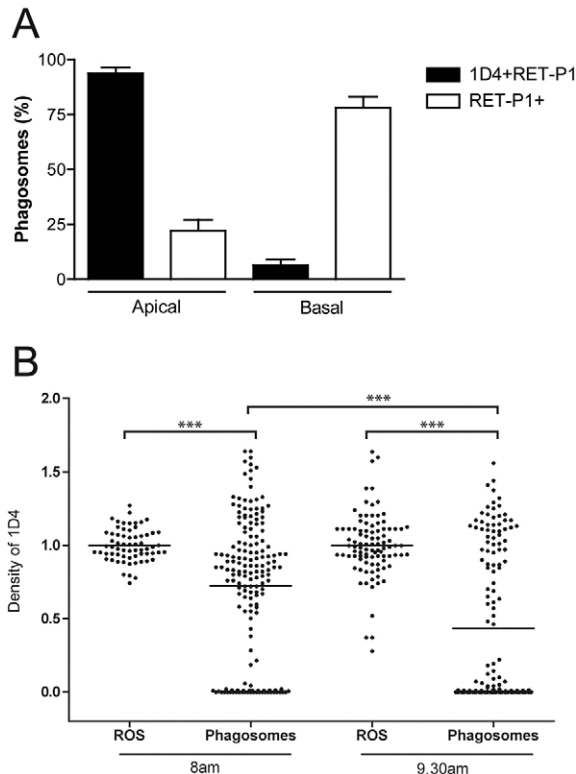 A
Phagosomes (%)
100
75
50
25
0
1D4+RET-P1
RET-P1+
Apical
Basal
B
Density of 1D4
2.0
1.5
1.0
0.5
0.0
***
***
***
ROS
Phagosomes
ROS
Phagosomes
8am
9.30am